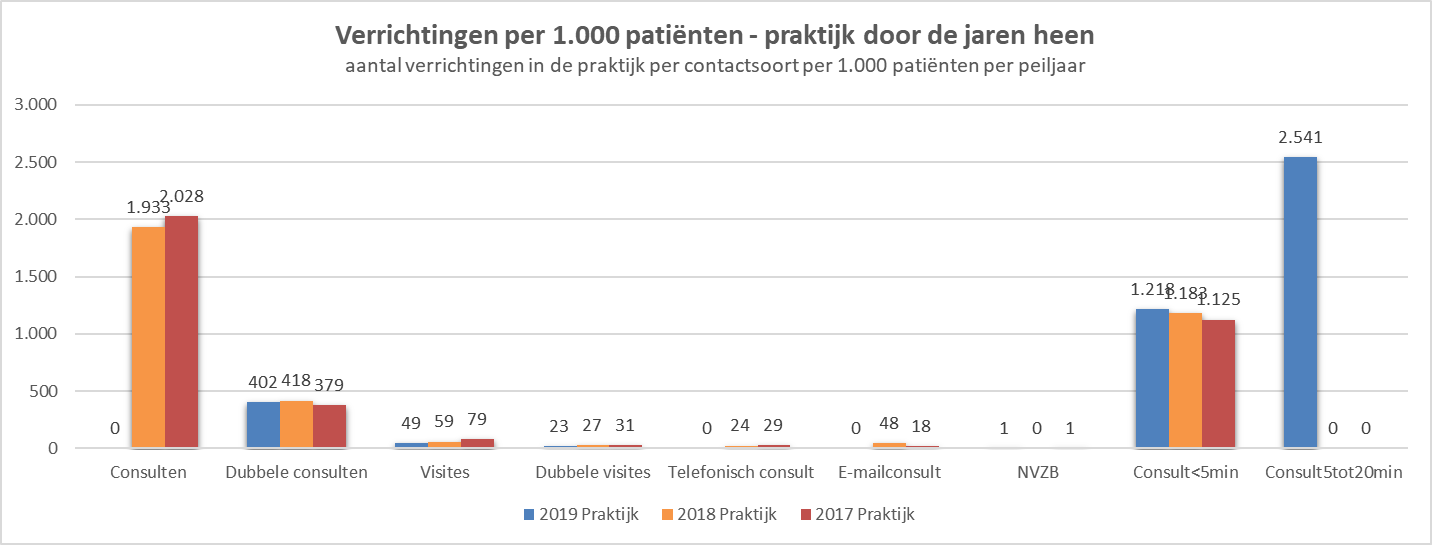 Verrichtingen per 1.000 patiënten - praktijk door de jaren heen
aantal verrichtingen in de praktijk per contactsoort per 1.000 patiënten per peiljaar
3.000
2.500
2.000
1.500
1.000
500
0
0 1.933 2.028
402 418 379
49 59 79
23 27 31
0 24 29
0 48 18
1 0 1
1.218 1.183 1.125
2.541 0 0
Consulten Dubbele consulten Visites Dubbele visites Telefonisch consult E-mailconsult NVZB Consult<5min Consult5tot20min
2019 Praktijk 2018 Praktijk 2017 Praktijk